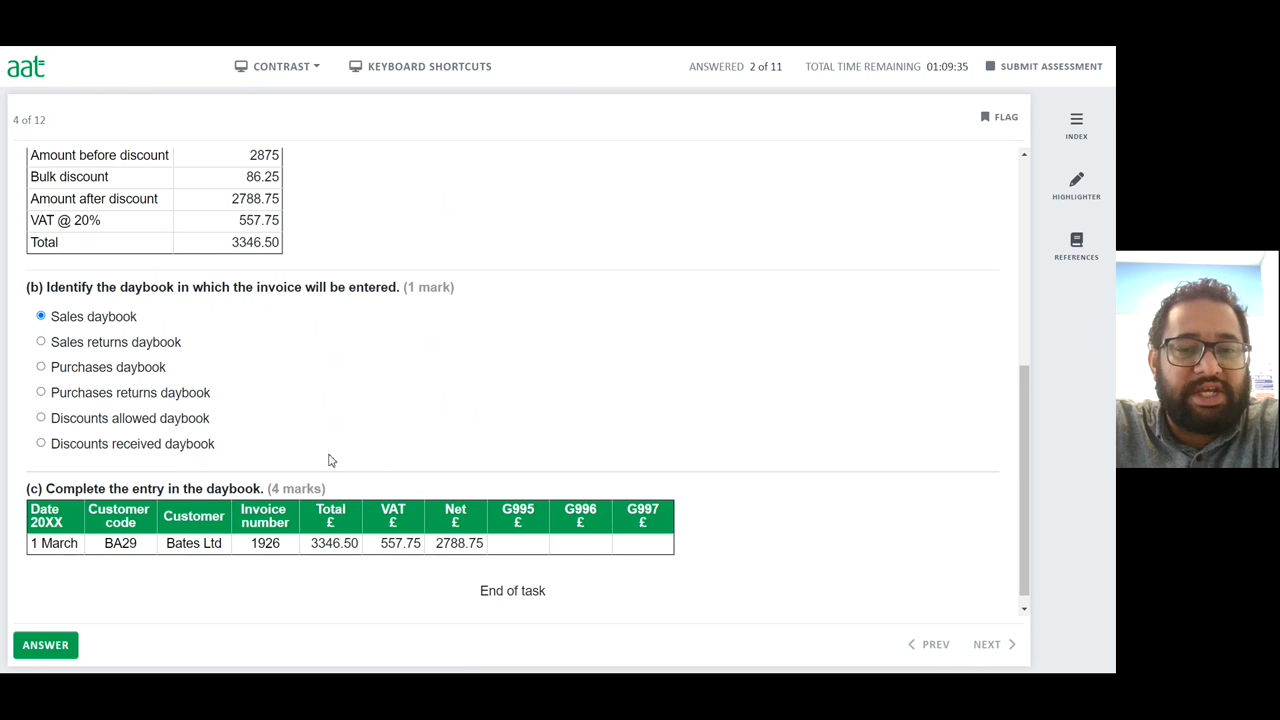 aat
CONTRAST
KEYBOARD SHORTCUTS
ANSWERED 2 of 11
TOTAL TIME REMAINING 01:09:35
SUBMIT ASSESSMENT
4 of 12
FLAG
INDEX
HIGHLIGHTER
REFERENCES
Amount before discount 2875
Bulk discount 86.25
Amount after discount 2788.75
VAT @ 20% 557.75
Total 3346.50
(b) Identify the daybook in which the invoice will be entered. (1 mark)
Sales daybook
Sales returns daybook
Purchases daybook
Purchases returns daybook
Discounts allowed daybook
Discounts received daybook
(c) Complete the entry in the daybook. (4 marks)
Date 20XX Customer code Customer Invoice number Total £ VAT £ Net £ G995 £ G996 £ G997 £
1 March BA29 Bates Ltd 1926 3346.50 557.75 2788.75
End of task
ANSWER
PREV
NEXT